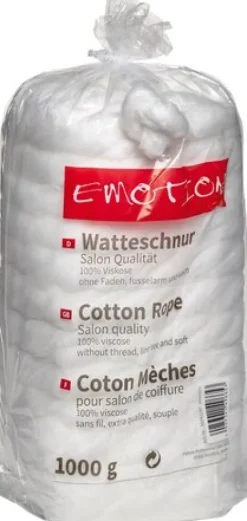 EMOTION
D Watteschnur
Salon Qualität
100% Viskose
ohne Faden, fusselarm und weich
GB Cotton Rope
Salon quality
100% viscose
without thread, lint free and soft
F Coton Mèches
pour salon de coiffure
100% viscose
sans fil, extra qualité, souple
1000 g